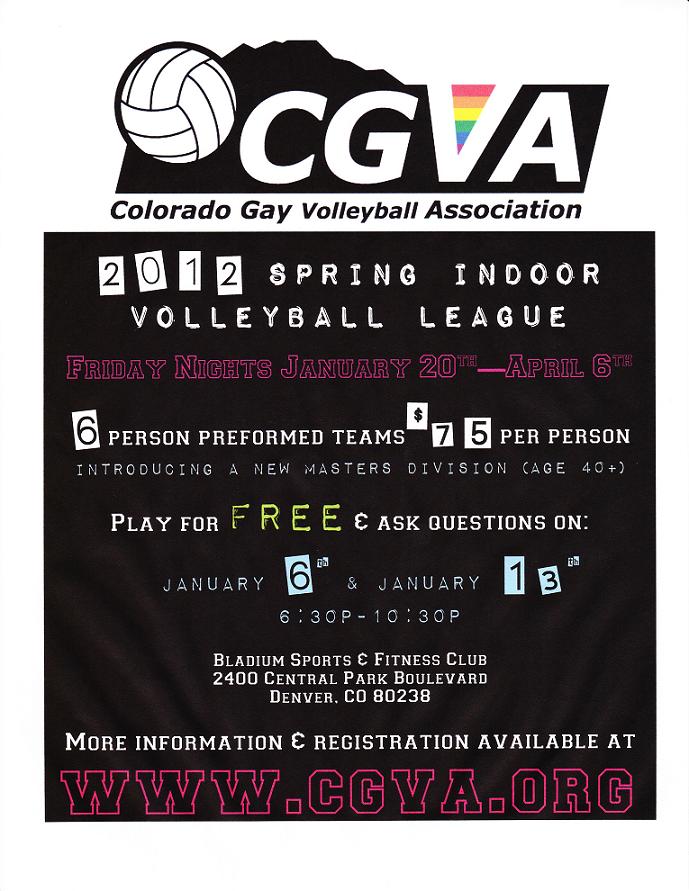 CGVA
Colorado Gay Volleyball Association
2012 SPRING INDOOR
VOLLEYBALL LEAGUE
FRIDAY NIGHTS JANUARY 20TH—APRIL 6TH
6 PERSON PREFORMED TEAMS $75 PER PERSON
INTRODUCING A NEW MASTERS DIVISION (AGE 40+)
PLAY FOR FREE & ASK QUESTIONS ON:
JANUARY 6th & JANUARY 13th
6:30P-10:30P
BLADIUM SPORTS & FITNESS CLUB
2400 CENTRAL PARK BOULEVARD
DENVER, CO 80238
MORE INFORMATION & REGISTRATION AVAILABLE AT
WWW.CGVA.ORG